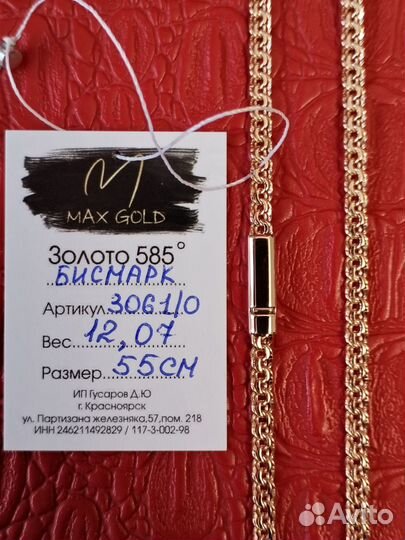 M
MAX GOLD
Золото 585°
БИСМАРК
Артикул 3061/0
Вес 12,07
Размер 55СМ
ИП Гусаров Д.Ю
г. Красноярск
ул. Партизана железняка,57,пом. 218
ИНН 246211492829 / 117-3-002-98
Avito